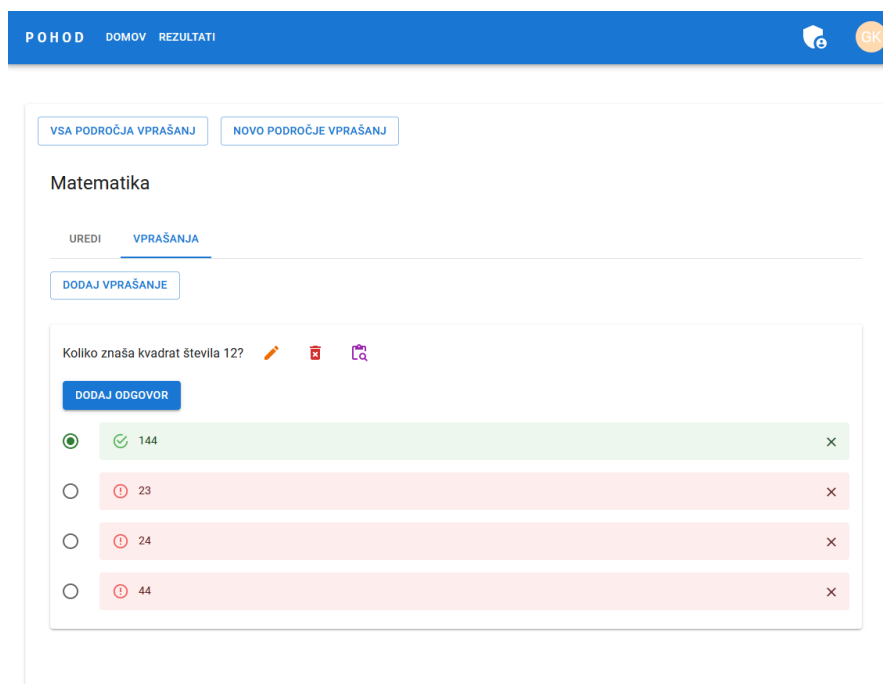 POHOD DOMOV REZULTATI GK
VSA PODROČJA VPRAŠANJ NOVO PODROČJE VPRAŠANJ
Matematika
UREDI VPRAŠANJA
DODAJ VPRAŠANJE
Koliko znaša kvadrat števila 12?
DODAJ ODGOVOR
144
23
24
44